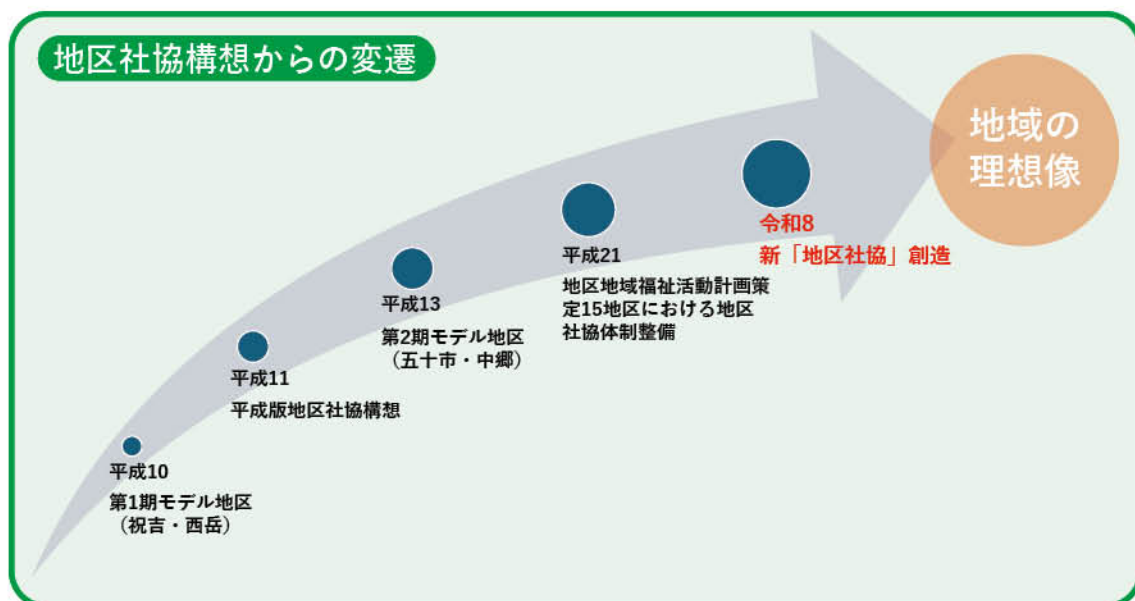 地区社協構想からの変遷
地域の
理想像
令和8
新「地区社協」創造
平成21
地区地域福祉活動計画策
定15地区における地区
社協体制整備
平成13
第2期モデル地区
（五十市・中郷）
平成11
平成版地区社協構想
平成10
第1期モデル地区
（祝吉・西岳）